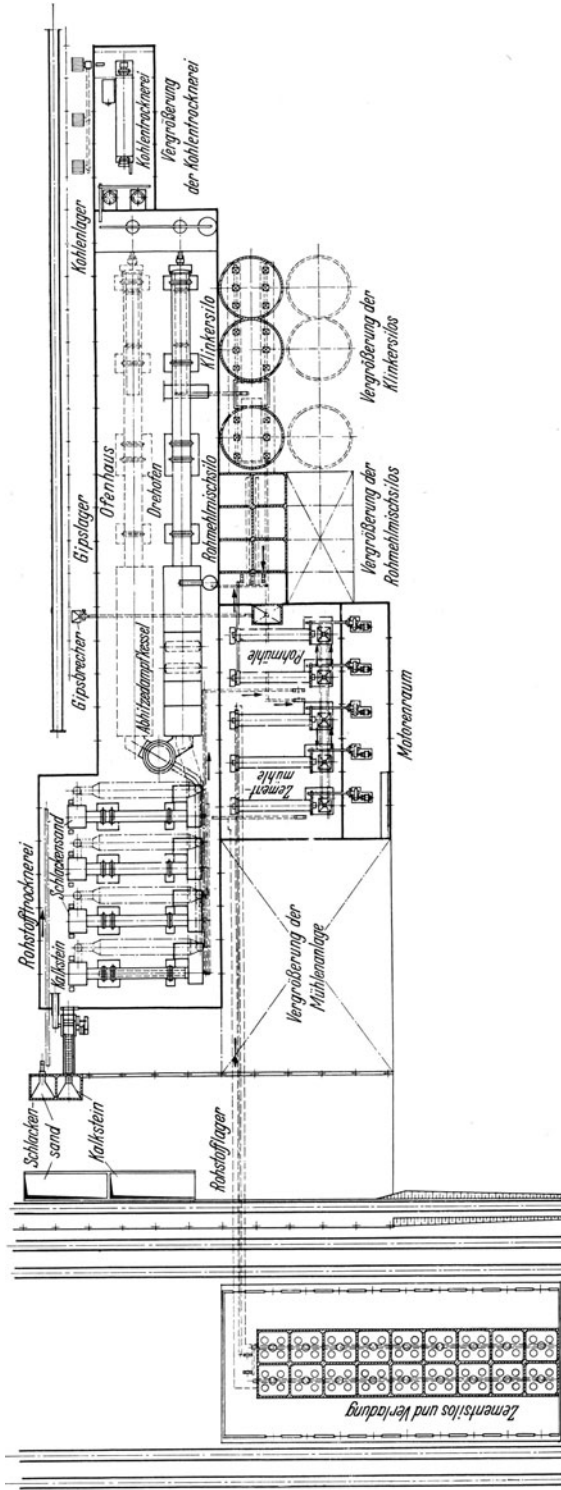 Schlacken-
sand
Kalkstein
Rohstofflager
Zementsilos und Verladung
Rohstofftrocknerei
Kalkstein
Schlackensand
Vergrößerung der
Mühlenanlage
Gipsbrecher
Gipslager
Kohlenlager
Abhitzedampfkessel
Ofenhaus
Drehofen
Rohmehlmischsilo
Klinkersilo
Kohlentrocknerei
Vergrößerung
der Kohlentrocknerei
Zement-
mühle
Rohmühle
Motorenraum
Vergrößerung der
Rohmehlmischsilos
Vergrößerung der
Klinkersilos